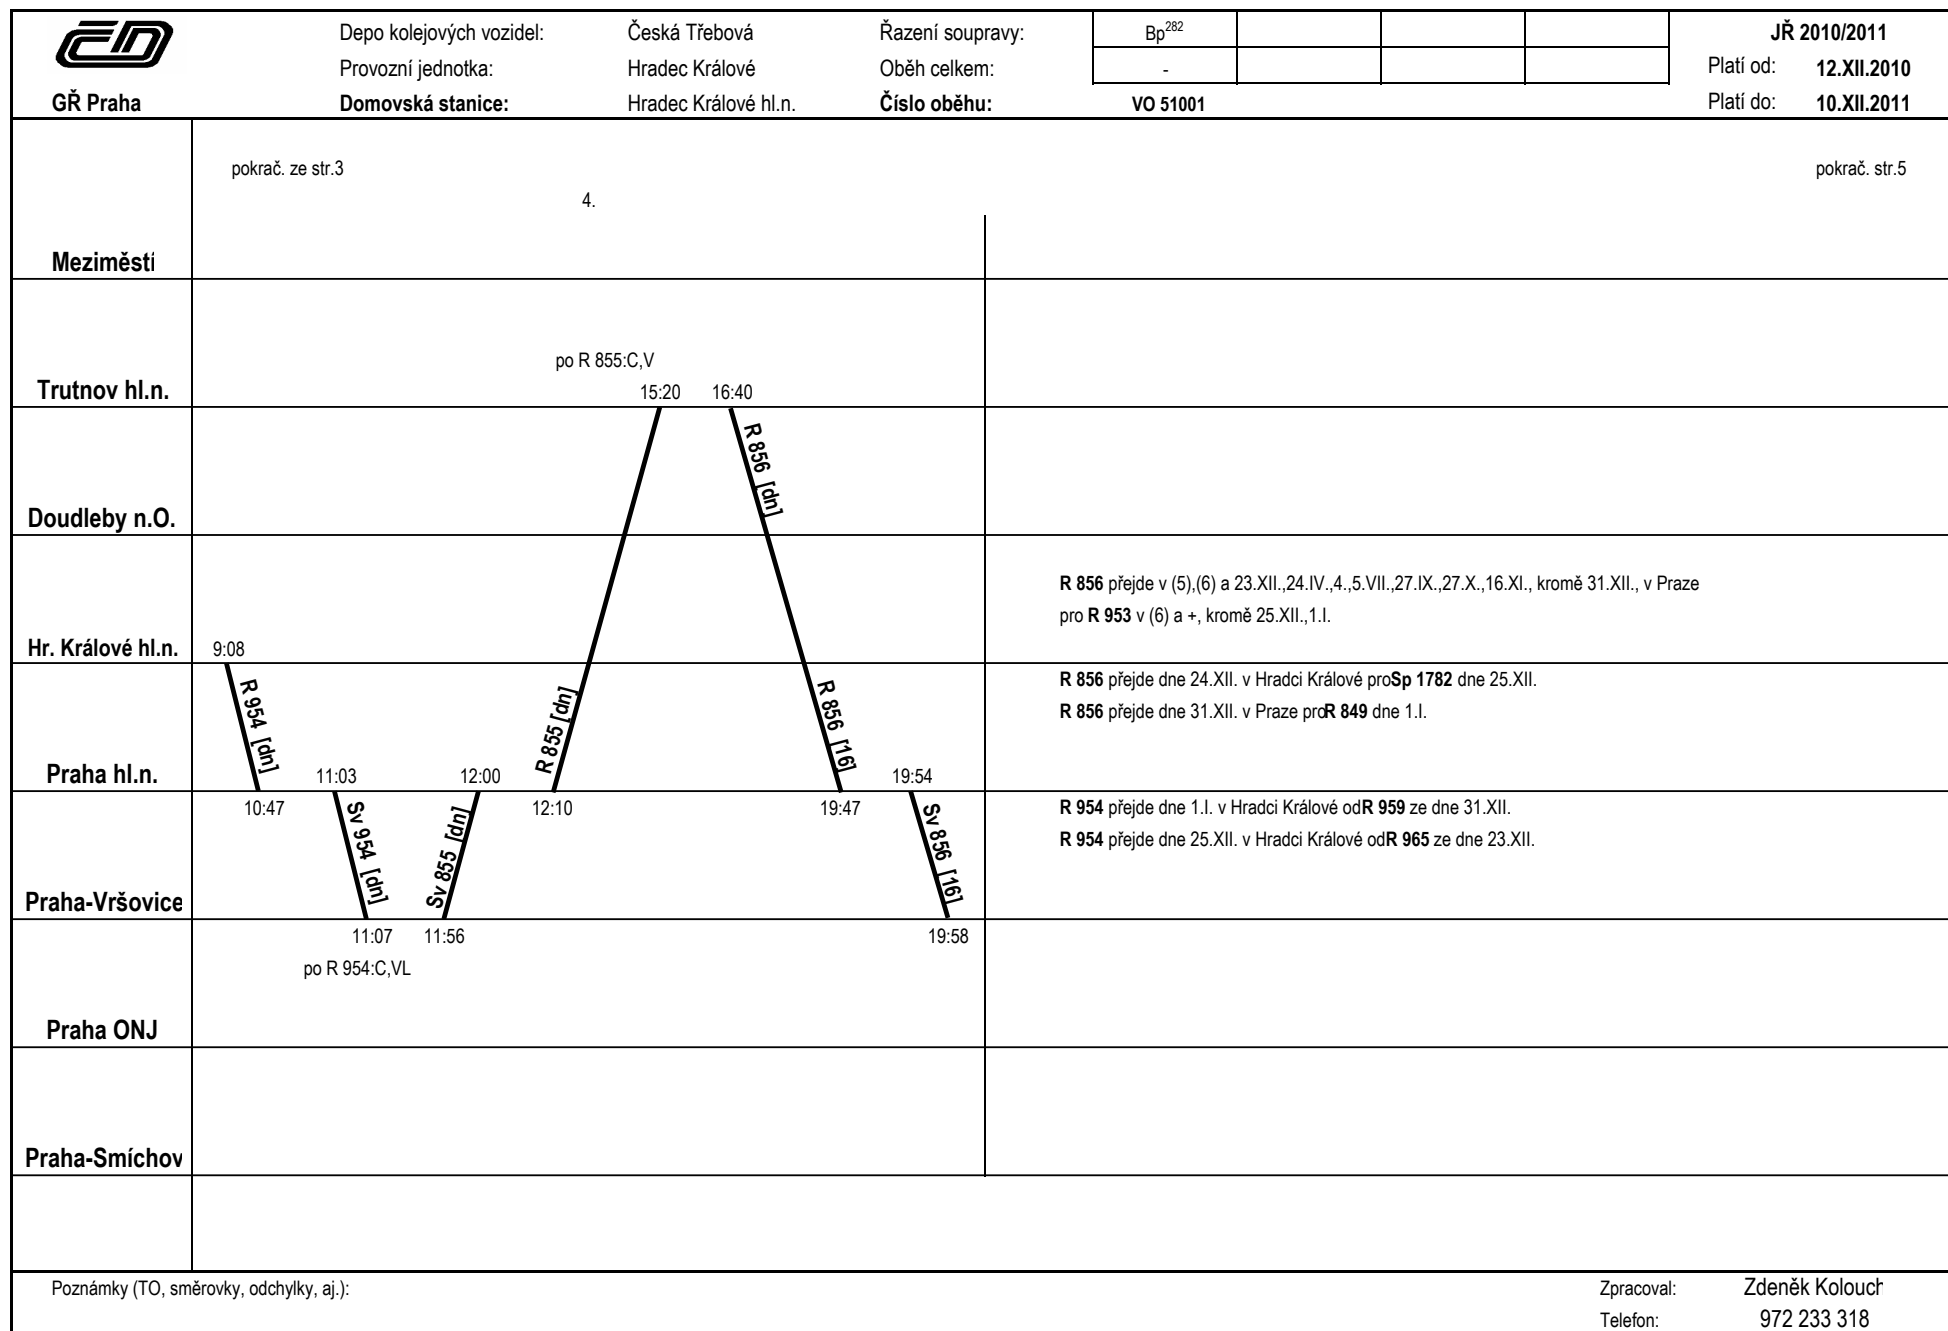 ČD Depo kolejových vozidel: Česká Třebová Řazení soupravy: Bp282 JŘ 2010/2011
Provozní jednotka: Hradec Králové Oběh celkem: - Platí od: 12.XII.2010
GŘ Praha Domovská stanice: Hradec Králové hl.n. Číslo oběhu: VO 51001 Platí do: 10.XII.2011
pokrač. ze str.3 pokrač. str.5
4.
Meziměstí
po R 855:C,V
Trutnov hl.n. 15:20 16:40
R 856 [dn]
Doudleby n.O.
R 856 přejde v (5),(6) a 23.XII.,24.IV.,4.,5.VII.,27.IX.,27.X.,16.XI., kromě 31.XII., v Praze
pro R 953 v (6) a +, kromě 25.XII.,1.I.
Hr. Králové hl.n. 9:08
R 954 [dn] R 855 [dn] R 856 [16]
R 856 přejde dne 24.XII. v Hradci Králové proSp 1782 dne 25.XII.
R 856 přejde dne 31.XII. v Praze proR 849 dne 1.I.
Praha hl.n. 11:03 12:00 19:54
10:47 12:10 19:47
Sv 954 [dn] Sv 855 [dn] Sv 856 [16]
R 954 přejde dne 1.I. v Hradci Králové odR 959 ze dne 31.XII.
R 954 přejde dne 25.XII. v Hradci Králové odR 965 ze dne 23.XII.
Praha-Vršovice
11:07 11:56 19:58
po R 954:C,VL
Praha ONJ
Praha-Smíchov
Poznámky (TO, směrovky, odchylky, aj.): Zpracoval: Zdeněk Kolouch
Telefon: 972 233 318